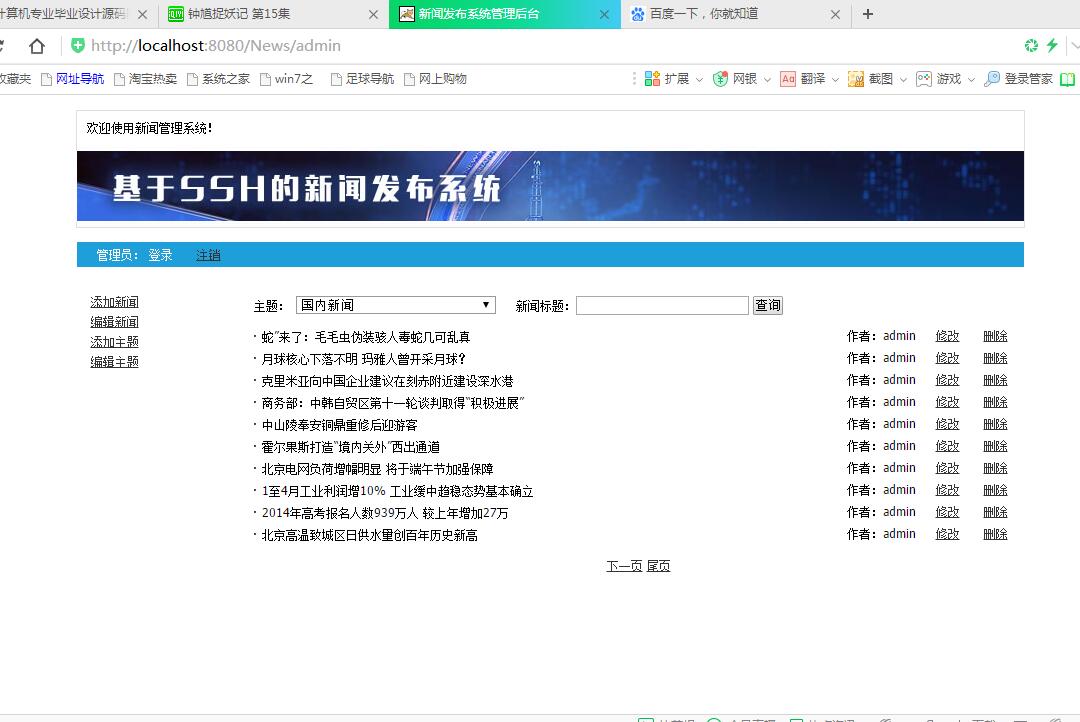 计算机专业毕业设计源码 钟馗捉妖记 第15集 新闻发布系统管理后台 百度一下，你就知道
http://localhost:8080/News/admin
收藏夹 网址导航 淘宝热卖 系统之家 win7之 足球导航 网上购物 扩展 网银 翻译 截图 游戏 登录管家
欢迎使用新闻管理系统!
基于SSH的新闻发布系统
管理员： 登录 注销
添加新闻
编辑新闻
添加主题
编辑主题
主题： 国内新闻 新闻标题： 查询
· 蛇"来了：毛毛虫伪装骇人毒蛇几可乱真 作者：admin 修改 删除
· 月球核心下落不明 玛雅人曾开采月球? 作者：admin 修改 删除
· 克里米亚向中国企业建议在刻赤附近建设深水港 作者：admin 修改 删除
· 商务部：中韩自贸区第十一轮谈判取得"积极进展" 作者：admin 修改 删除
· 中山陵奉安铜鼎重修后迎游客 作者：admin 修改 删除
· 霍尔果斯打造"境内关外"西出通道 作者：admin 修改 删除
· 北京电网负荷增幅明显 将于端午节加强保障 作者：admin 修改 删除
· 1至4月工业利润增10% 工业缓中趋稳态势基本确立 作者：admin 修改 删除
· 2014年高考报名人数939万人 较上年增加27万 作者：admin 修改 删除
· 北京高温致城区日供水量创百年历史新高 作者：admin 修改 删除
下一页 尾页